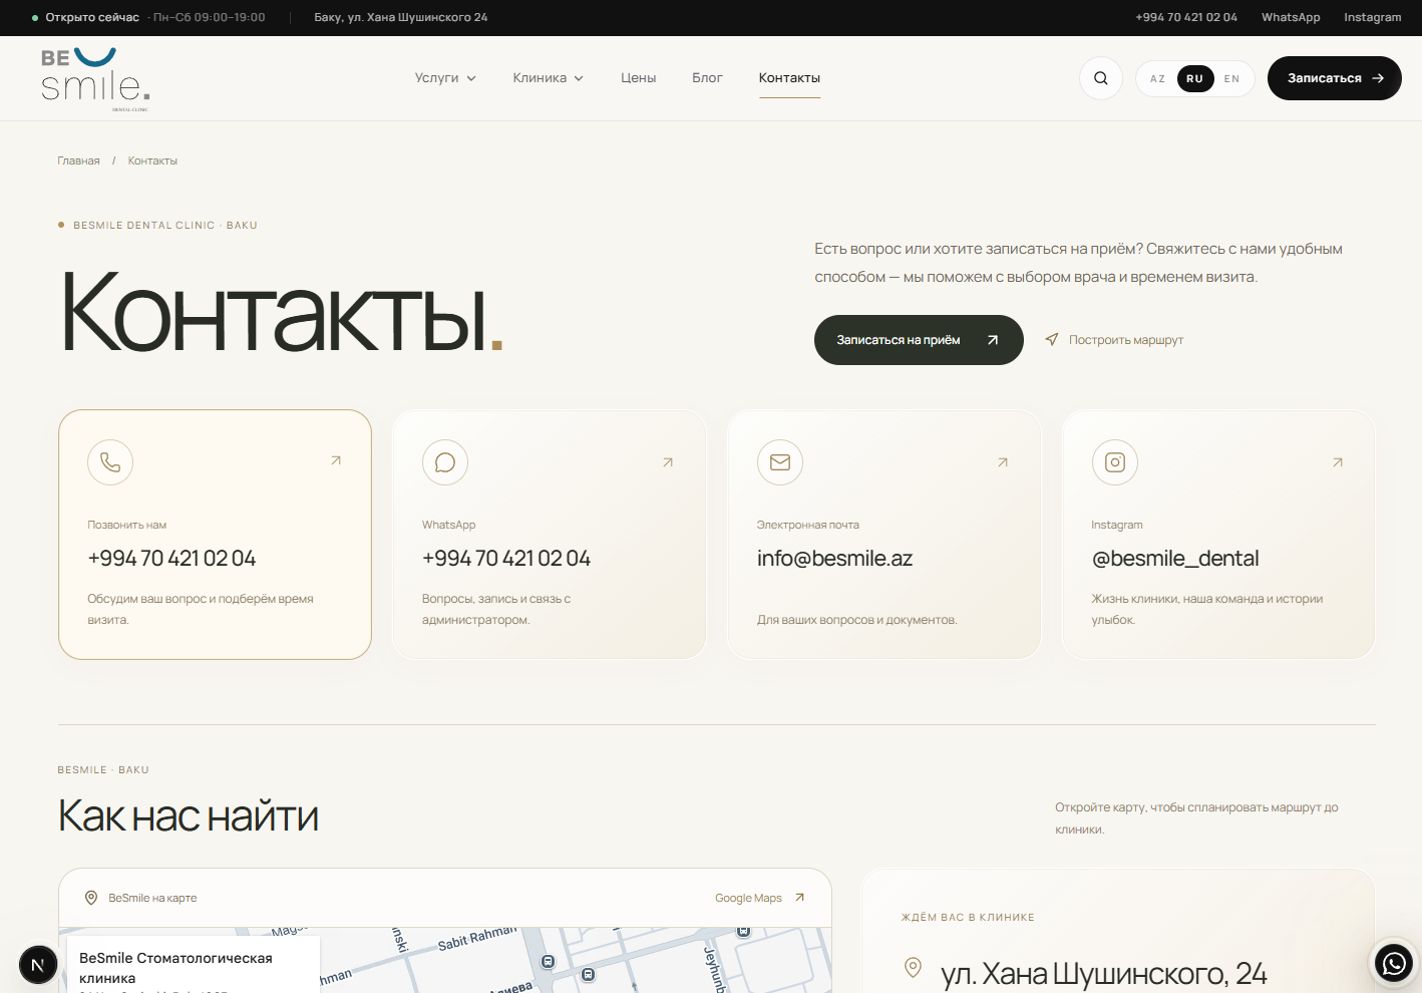 Открыто сейчас · Пн–Сб 09:00–19:00 Баку, ул. Хана Шушинского 24 +994 70 421 02 04 WhatsApp Instagram
BE
smile.
DENTAL CLINIC
Услуги Клиника Цены Блог Контакты AZ RU EN Записаться
Главная / Контакты
BESMILE DENTAL CLINIC · BAKU
Контакты.
Есть вопрос или хотите записаться на приём? Свяжитесь с нами удобным
способом — мы поможем с выбором врача и временем визита.
Записаться на приём Построить маршрут
Позвонить нам
+994 70 421 02 04
Обсудим ваш вопрос и подберём время
визита.
WhatsApp
+994 70 421 02 04
Вопросы, запись и связь с
администратором.
Электронная почта
info@besmile.az
Для ваших вопросов и документов.
Instagram
@besmile_dental
Жизнь клиники, наша команда и истории
улыбок.
BESMILE · BAKU
Как нас найти
Откройте карту, чтобы спланировать маршрут до
клиники.
BeSmile на карте Google Maps
BeSmile Стоматологическая
клиника
Sabit Rahman
ЖДЁМ ВАС В КЛИНИКЕ
ул. Хана Шушинского, 24
N